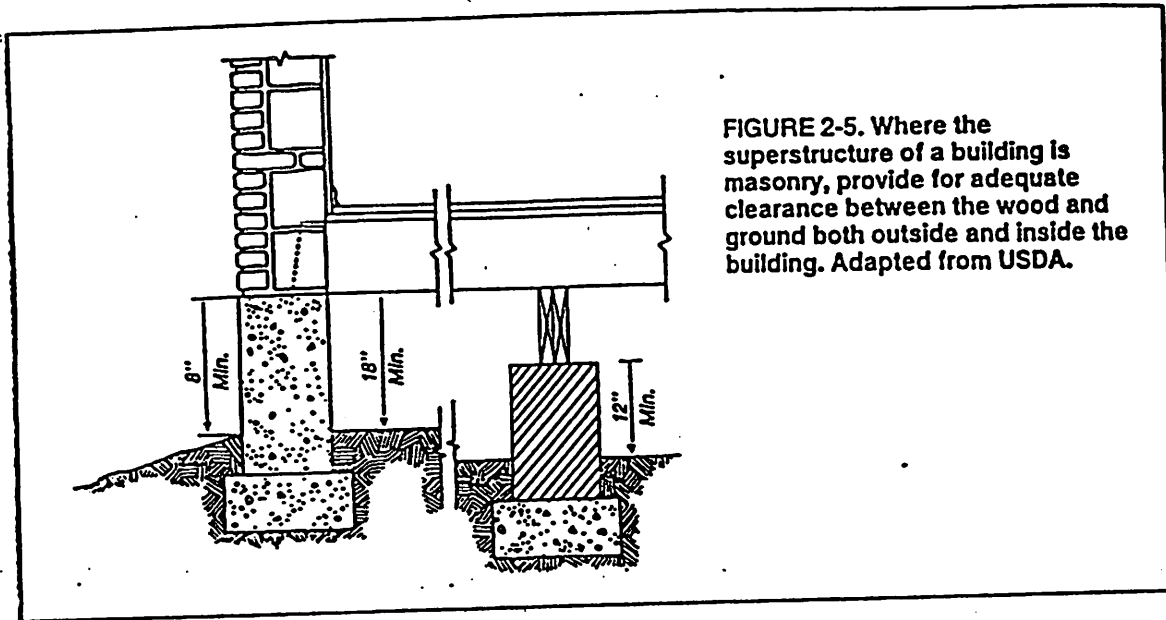 FIGURE 2-5. Where the
superstructure of a building is
masonry, provide for adequate
clearance between the wood and
ground both outside and inside the
building. Adapted from USDA.
8"
Min.
18"
Min.
12"
Min.